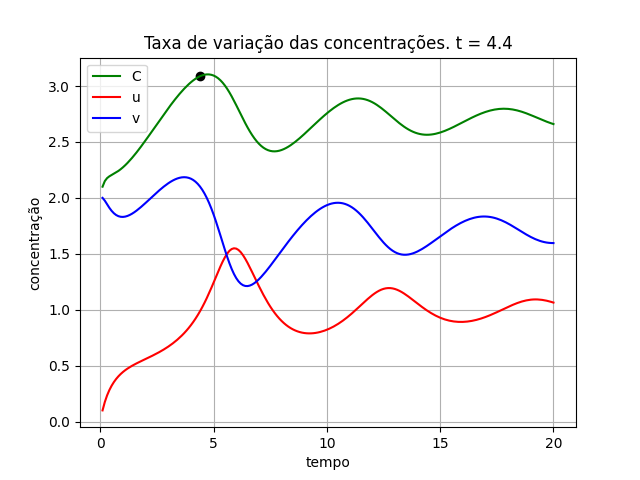 Taxa de variação das concentrações. t = 4.4
C
u
v
3.0
2.5
2.0
1.5
1.0
0.5
0.0
concentração
0 5 10 15 20
tempo